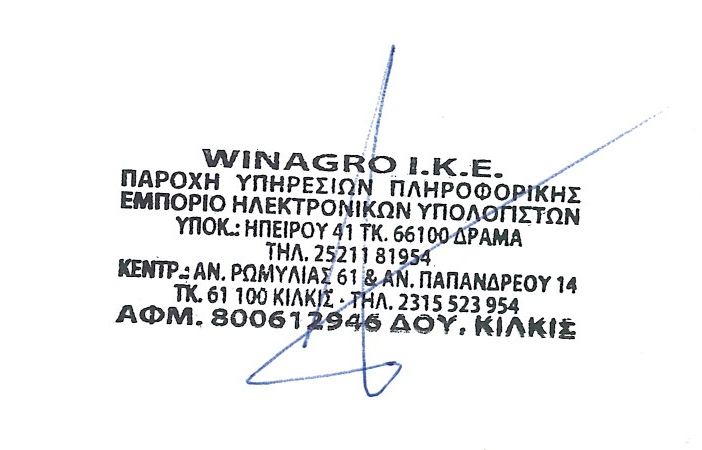 WINAGRO I.K.E.
ΠΑΡΟΧΗ ΥΠΗΡΕΣΙΩΝ ΠΛΗΡΟΦΟΡΙΚΗΣ
ΕΜΠΟΡΙΟ ΗΛΕΚΤΡΟΝΙΚΩΝ ΥΠΟΛΟΓΙΣΤΩΝ
ΥΠΟΚ.: ΗΠΕΙΡΟΥ 41 ΤΚ. 66100 ΔΡΑΜΑ
ΤΗΛ. 25211 81954
ΚΕΝΤΡ.: ΑΝ. ΡΩΜΥΛΙΑΣ 61 & ΑΝ. ΠΑΠΑΝΔΡΕΟΥ 14
ΤΚ. 61 100 ΚΙΛΚΙΣ - ΤΗΛ. 2315 523 954
ΑΦΜ. 800612946 ΔΟΥ. ΚΙΛΚΙΣ